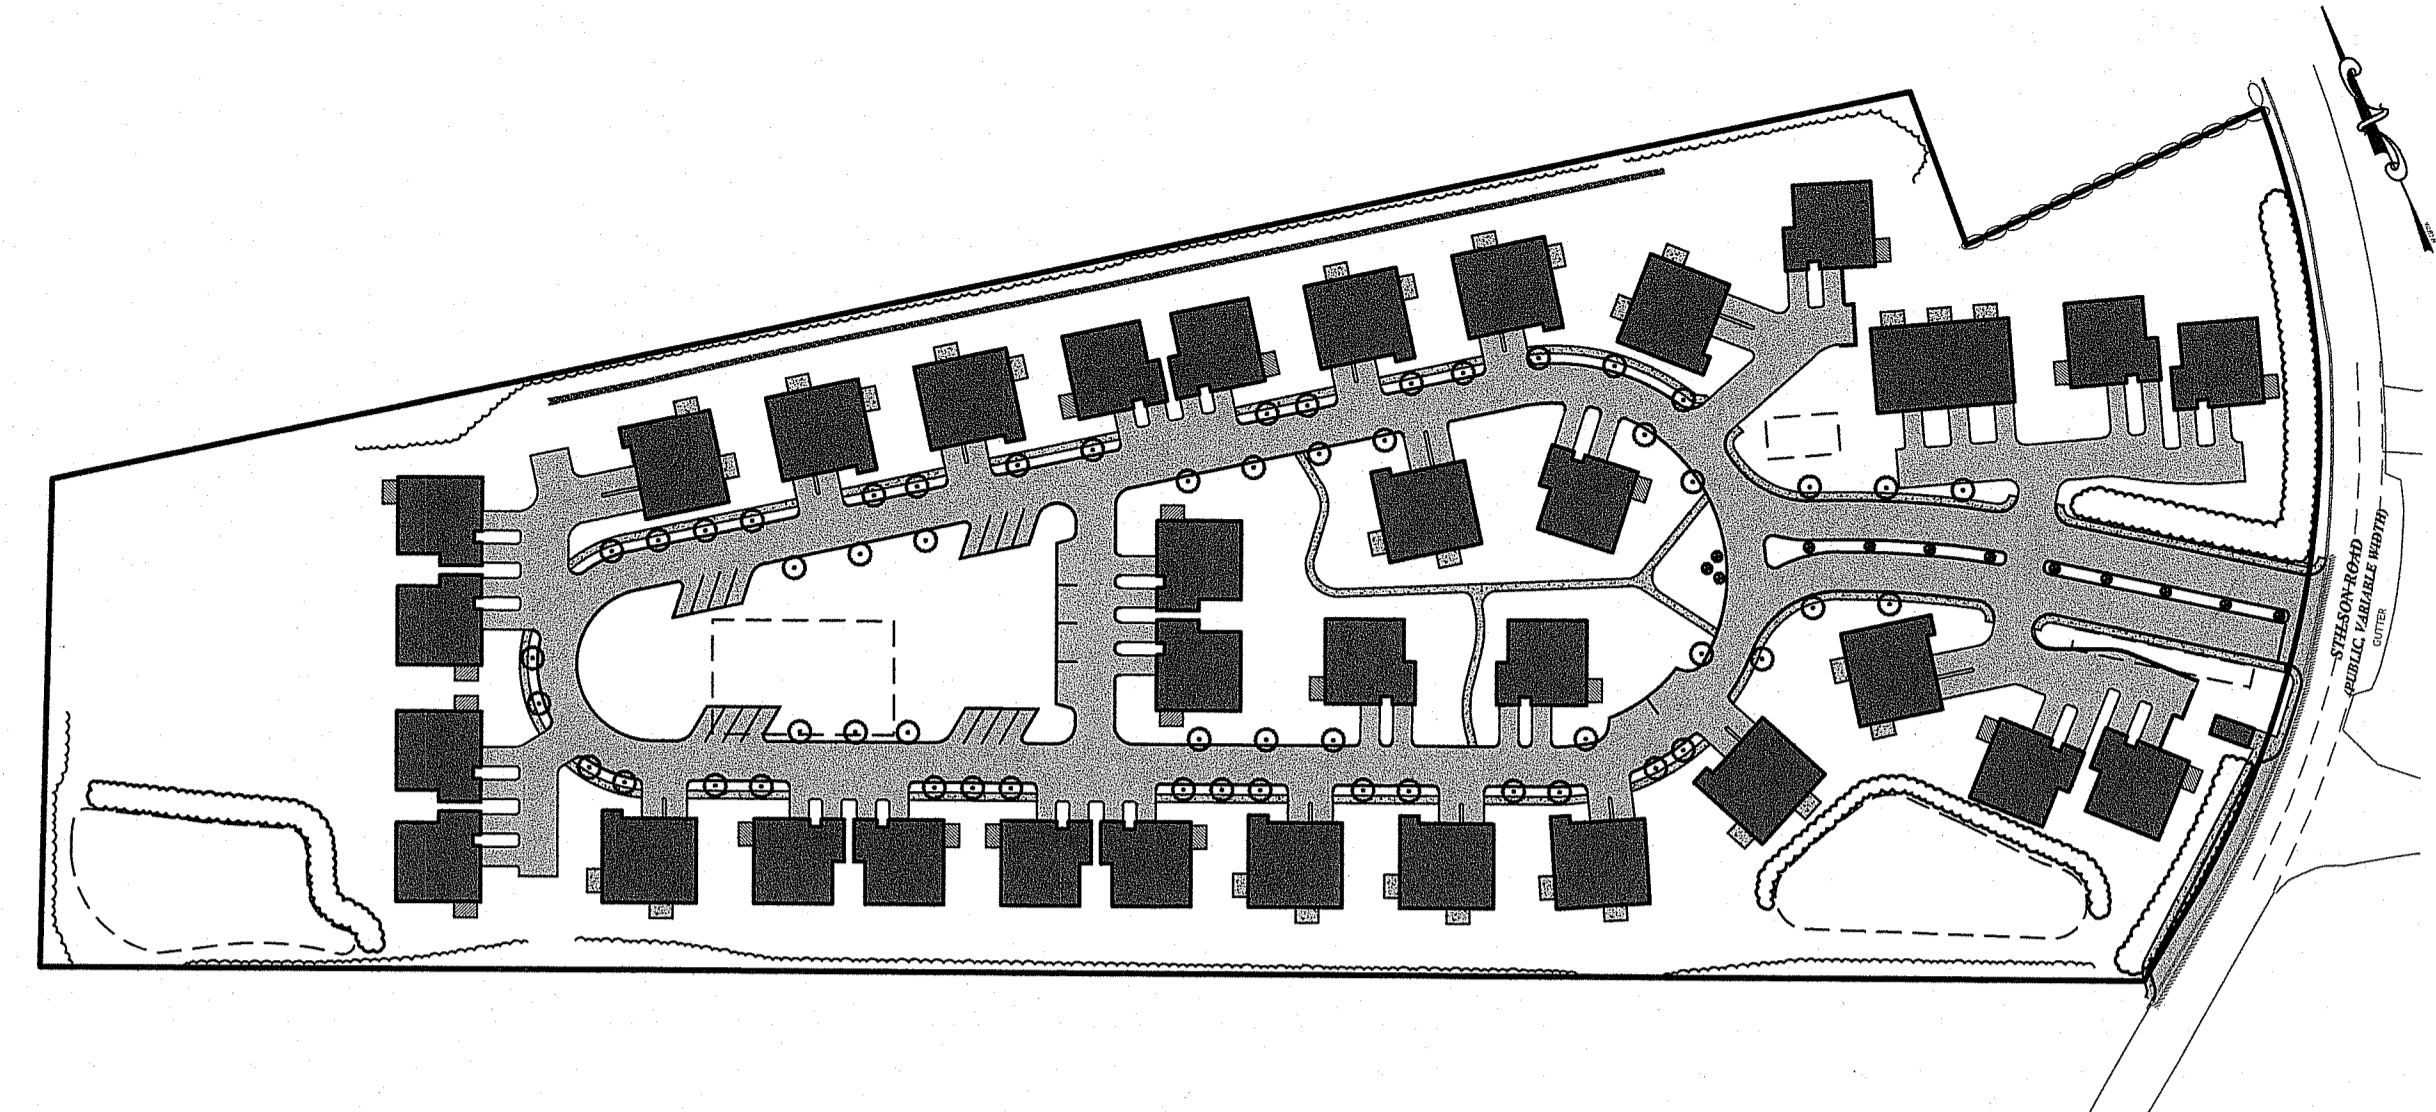 STILSON ROAD
(PUBLIC, VARIABLE WIDTH)
GUTTER